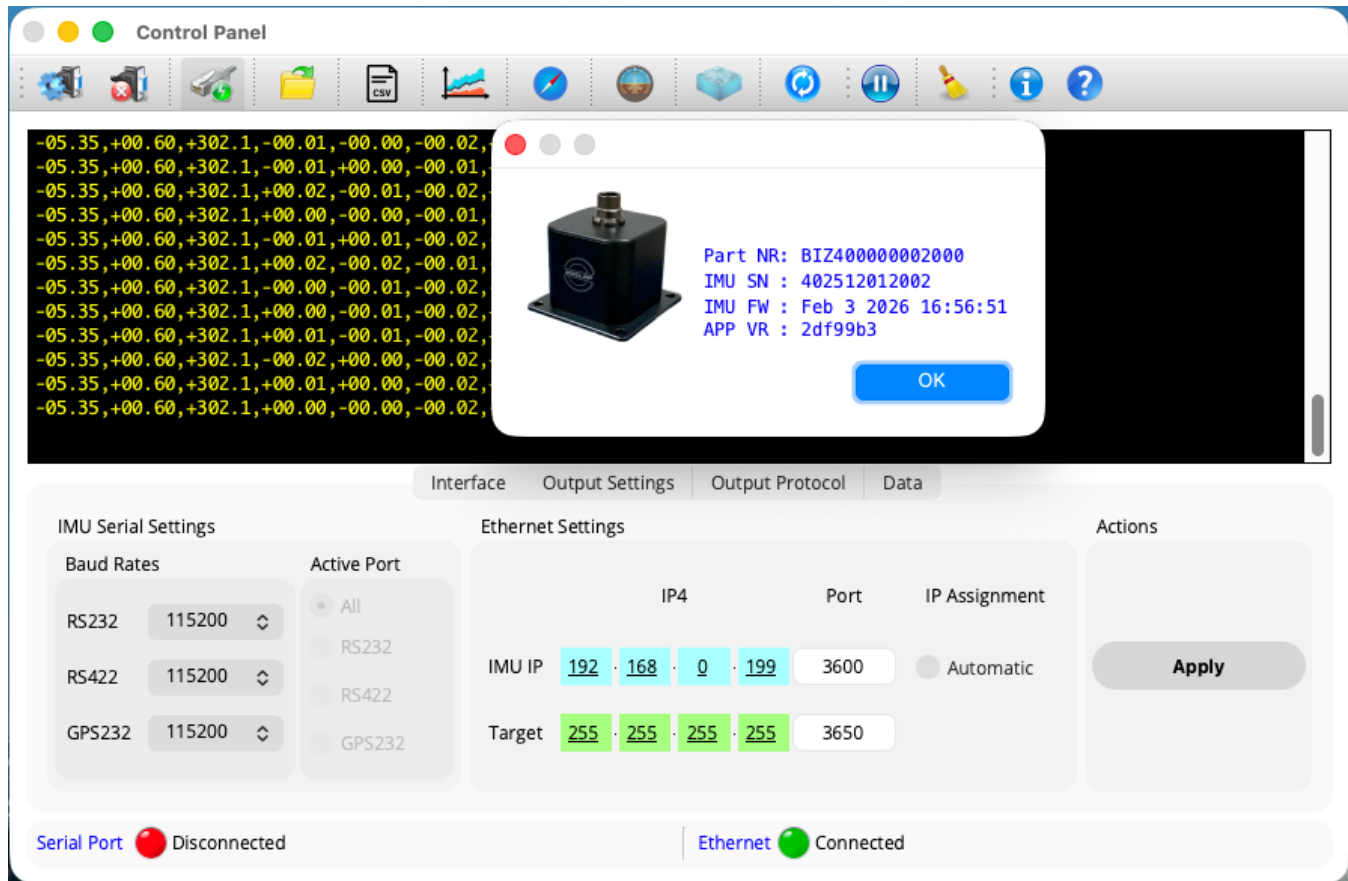 Control Panel
CSV
-05.35,+00.60,+302.1,-00.01,-00.00,-00.02,
-05.35,+00.60,+302.1,-00.01,+00.00,-00.01,
-05.35,+00.60,+302.1,+00.02,-00.01,-00.02,
-05.35,+00.60,+302.1,+00.00,-00.00,-00.01,
-05.35,+00.60,+302.1,-00.01,+00.01,-00.02,
-05.35,+00.60,+302.1,+00.02,-00.02,-00.01,
-05.35,+00.60,+302.1,-00.00,-00.01,-00.02,
-05.35,+00.60,+302.1,+00.00,-00.01,-00.02,
-05.35,+00.60,+302.1,-00.01,-00.01,-00.02,
-05.35,+00.60,+302.1,-00.02,+00.00,-00.02,
-05.35,+00.60,+302.1,+00.01,+00.00,-00.02,
-05.35,+00.60,+302.1,+00.00,-00.00,-00.02,
Part NR: BIZ400000002000
IMU SN : 402512012002
IMU FW : Feb 3 2026 16:56:51
APP VR : 2df99b3
OK
Interface Output Settings Output Protocol Data
IMU Serial Settings
Baud Rates
RS232 115200
RS422 115200
GPS232 115200
Active Port
All
RS232
RS422
GPS232
Ethernet Settings
IP4 Port IP Assignment
IMU IP 192 . 168 . 0 . 199 3600 Automatic
Target 255 . 255 . 255 . 255 3650
Actions
Apply
Serial Port Disconnected
Ethernet Connected